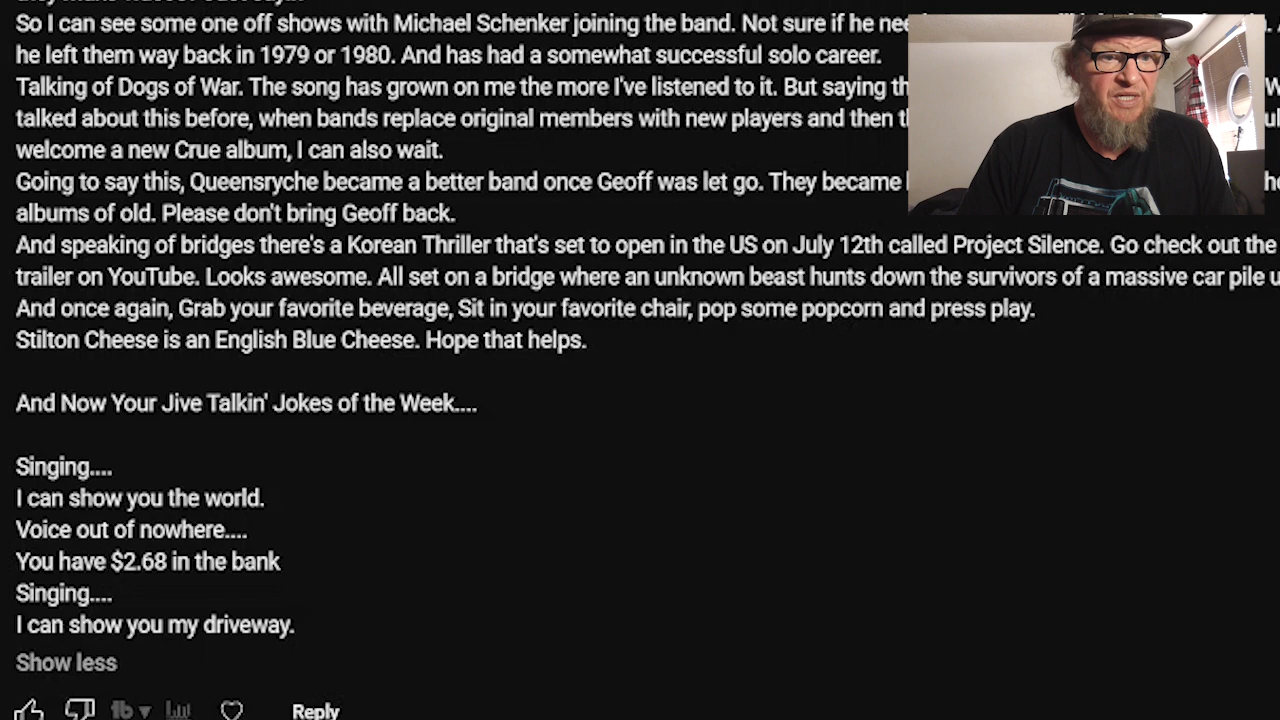 So I can see some one off shows with Michael Schenker joining the band. Not sure if he
he left them way back in 1979 or 1980. And has had a somewhat successful solo career.
Talking of Dogs of War. The song has grown on me the more I've listened to it. But saying
talked about this before, when bands replace original members with new players and then
welcome a new Crue album, I can also wait.
Going to say this, Queensryche became a better band once Geoff was let go. They became
albums of old. Please don't bring Geoff back.
And speaking of bridges there's a Korean Thriller that's set to open in the US on July 12th called Project Silence. Go check out the
trailer on YouTube. Looks awesome. All set on a bridge where an unknown beast hunts down the survivors of a massive car pile
And once again, Grab your favorite beverage, Sit in your favorite chair, pop some popcorn and press play.
Stilton Cheese is an English Blue Cheese. Hope that helps.
And Now Your Jive Talkin' Jokes of the Week....
Singing....
I can show you the world.
Voice out of nowhere....
You have $2.68 in the bank
Singing....
I can show you my driveway.
Show less
Reply